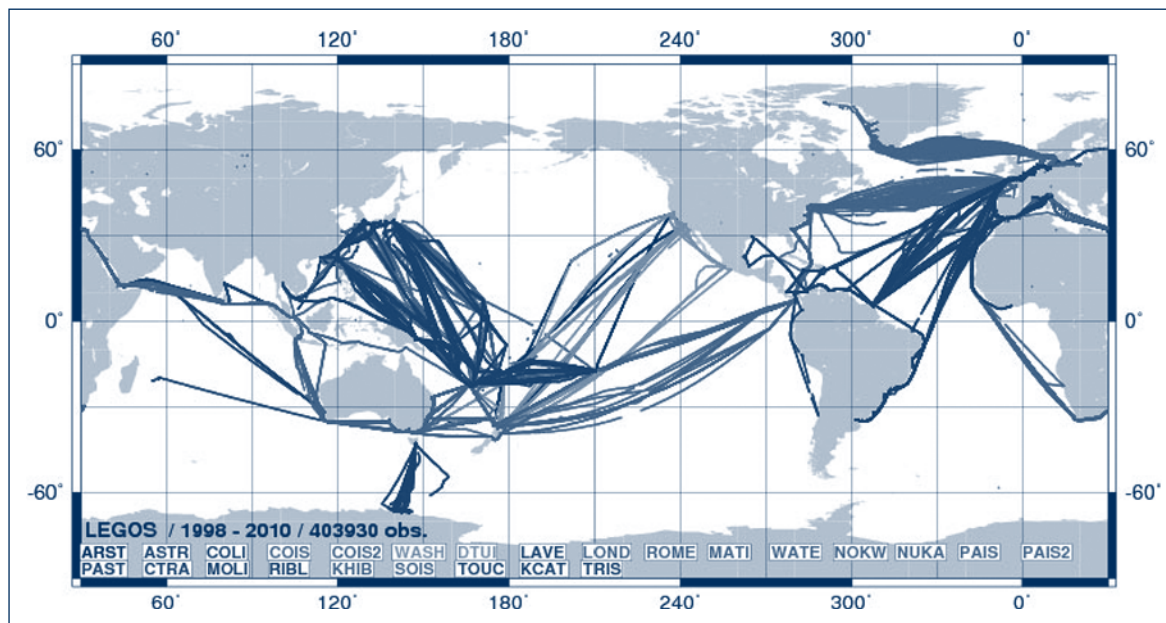 60° 120° 180° 240° 300° 0°
60° 60°
0° 0°
-60° -60°
LEGOS / 1998 - 2010 / 403930 obs.
ARST ASTR COLI COIS COIS2 WASH DTUI LAVE LOND ROME MATI WATE NOKW NUKA PAIS PAIS2
PAST CTRA MOLI RIBL KHIB SOIS TOUC KCAT TRIS
60° 120° 180° 240° 300° 0°